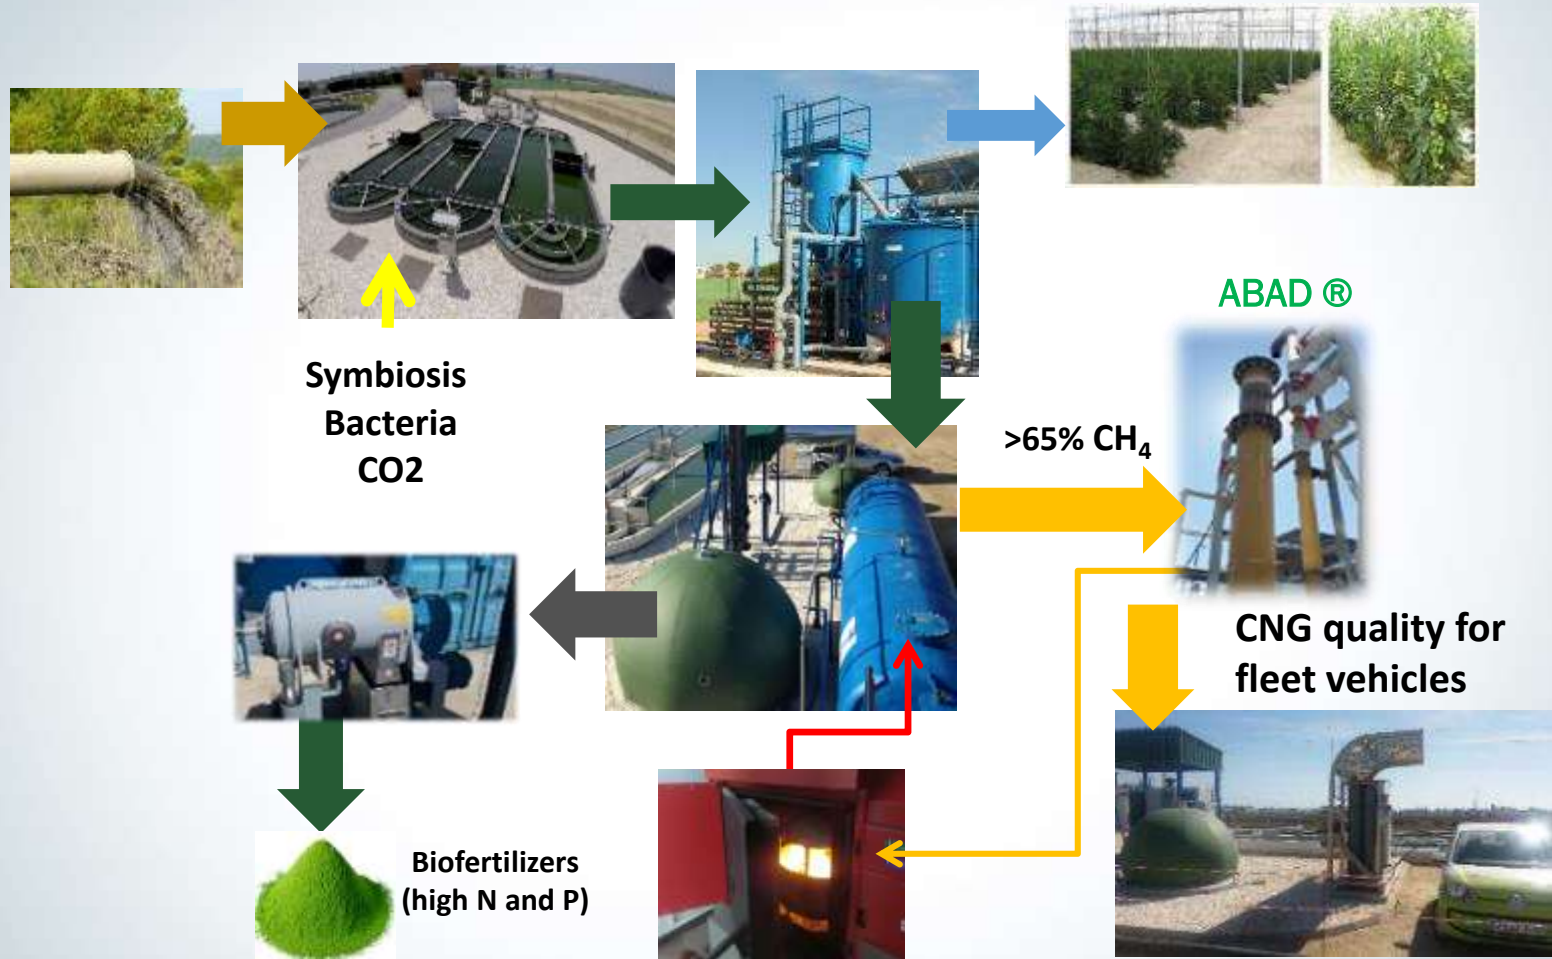 ABAD ®
Symbiosis
Bacteria
CO2
>65% CH₄
CNG quality for
fleet vehicles
Biofertilizers
(high N and P)